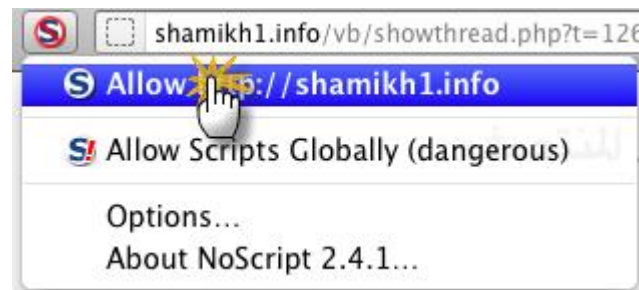 shamikh1.info/vb/showthread.php?t=126
Allow http://shamikh1.info
Allow Scripts Globally (dangerous)
Options...
About NoScript 2.4.1...